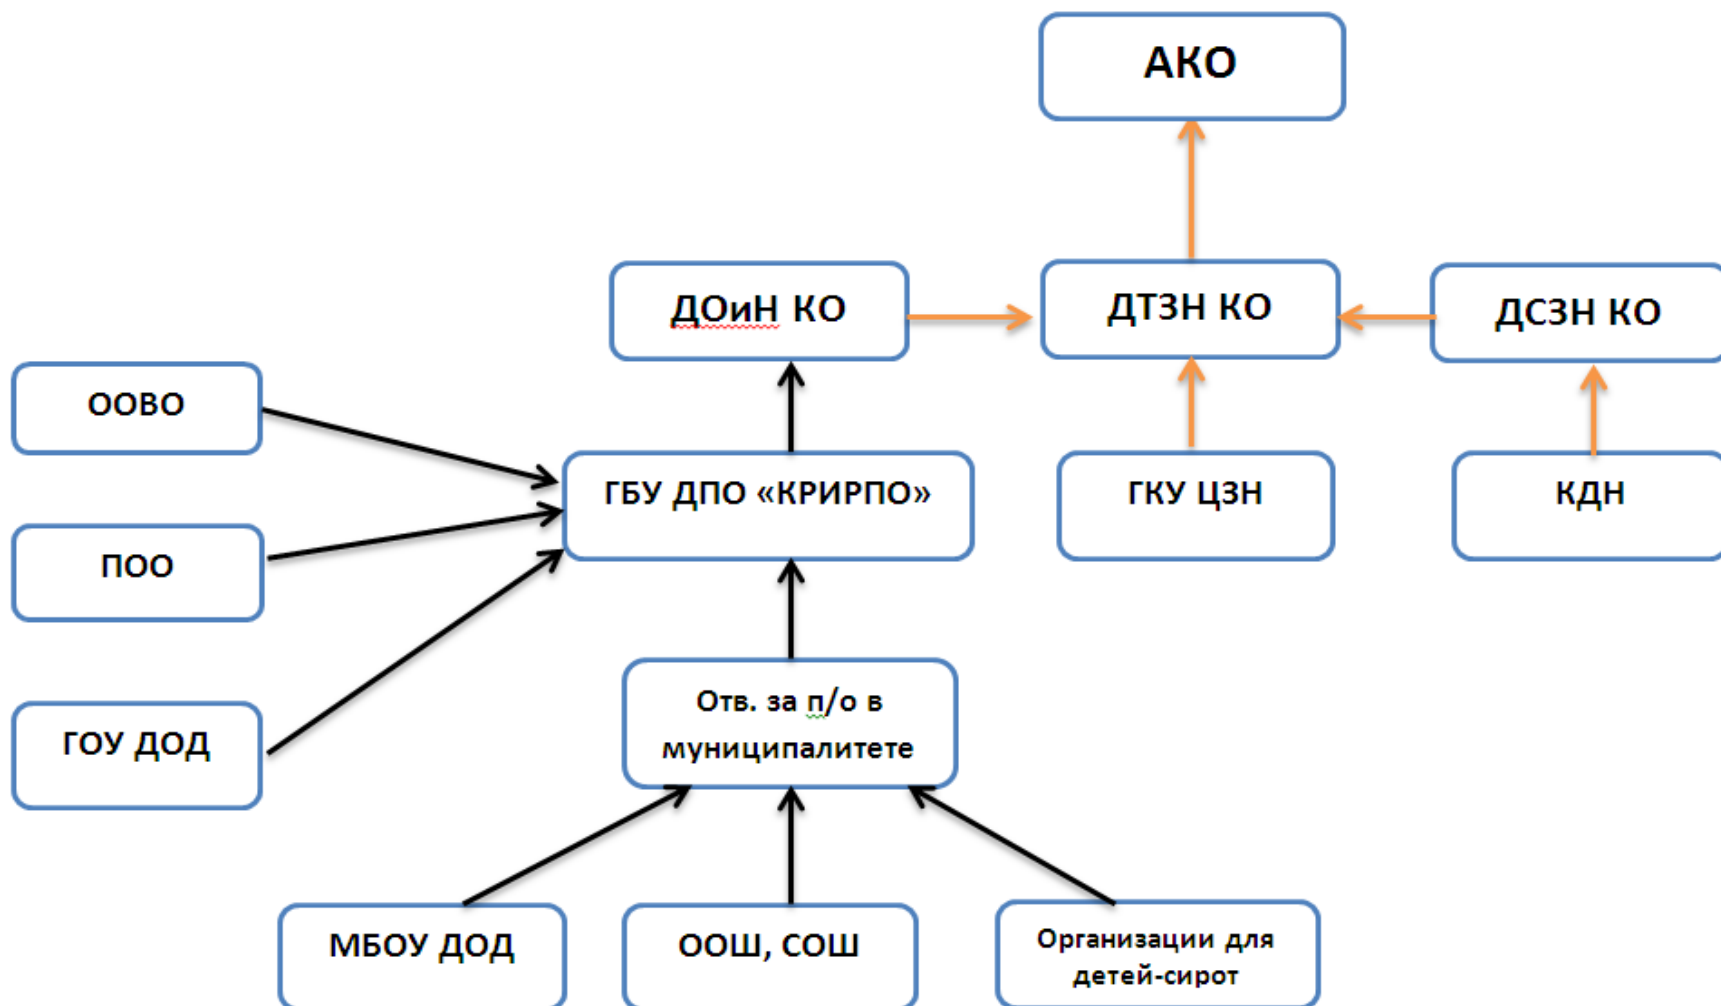 АКО
ДОиН КО
ДТЗН КО
ДСЗН КО
ООВО
ГБУ ДПО «КРИРПО»
ГКУ ЦЗН
КДН
ПОО
Отв. за п/о в
муниципалитете
ГОУ ДОД
МБОУ ДОД
ООШ, СОШ
Организации для
детей-сирот